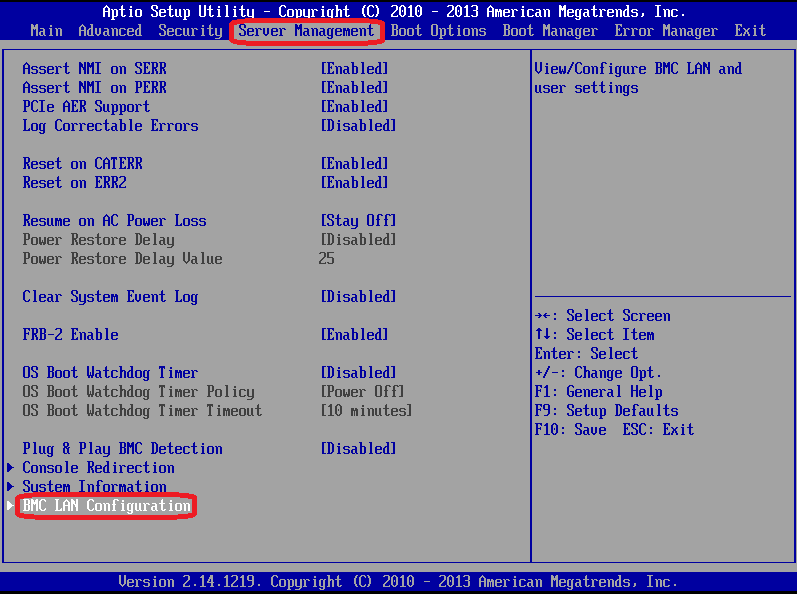 Aptio Setup Utility - Copyright (C) 2010 - 2013 American Megatrends, Inc.
Main Advanced Security Server Management Boot Options Boot Manager Error Manager Exit
Assert NMI on SERR [Enabled]
Assert NMI on PERR [Enabled]
PCIe AER Support [Enabled]
Log Correctable Errors [Disabled]
Reset on CATERR [Enabled]
Reset on ERR2 [Enabled]
Resume on AC Power Loss [Stay Off]
Power Restore Delay [Disabled]
Power Restore Delay Value 25
Clear System Event Log [Disabled]
FRB-2 Enable [Enabled]
OS Boot Watchdog Timer [Disabled]
OS Boot Watchdog Timer Policy [Power Off]
OS Boot Watchdog Timer Timeout [10 minutes]
Plug & Play BMC Detection [Disabled]
Console Redirection
System Information
BMC LAN Configuration
View/Configure BMC LAN and
user settings
→←: Select Screen
↑↓: Select Item
Enter: Select
+/-: Change Opt.
F1: General Help
F9: Setup Defaults
F10: Save ESC: Exit
Version 2.14.1219. Copyright (C) 2010 - 2013 American Megatrends, Inc.